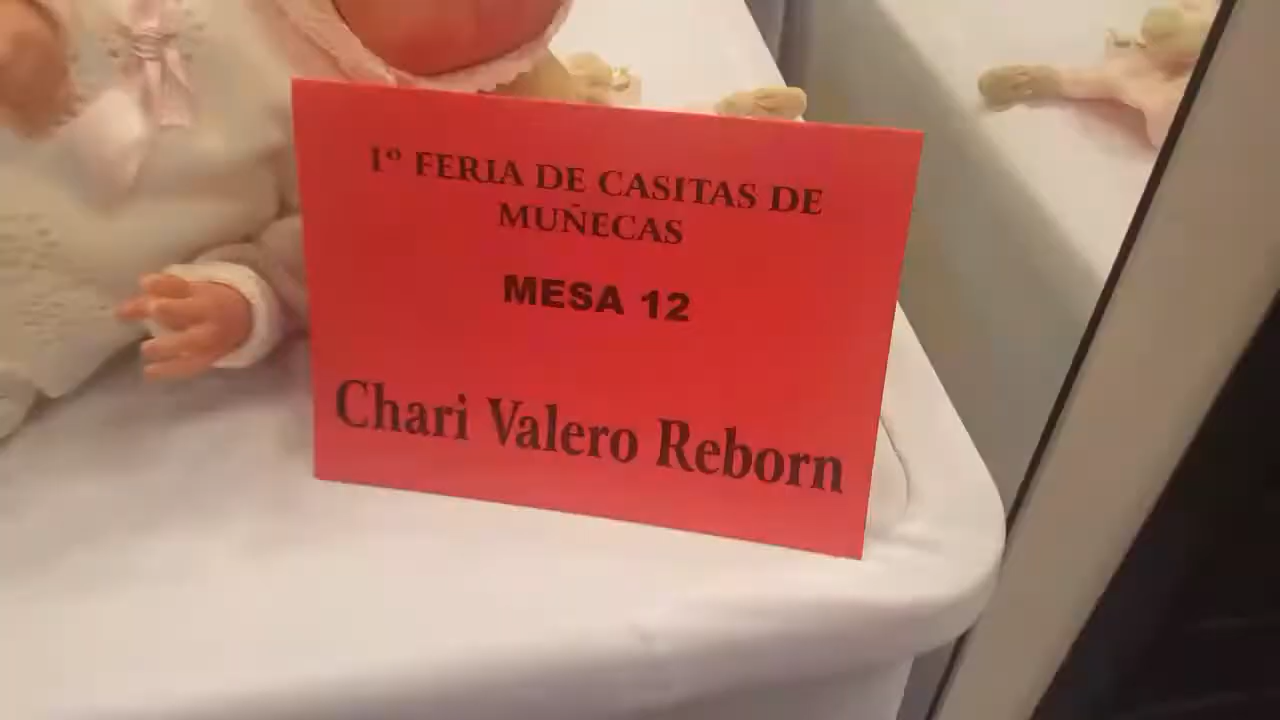 1º FERIA DE CASITAS DE
MUÑECAS
MESA 12
Chari Valero Reborn